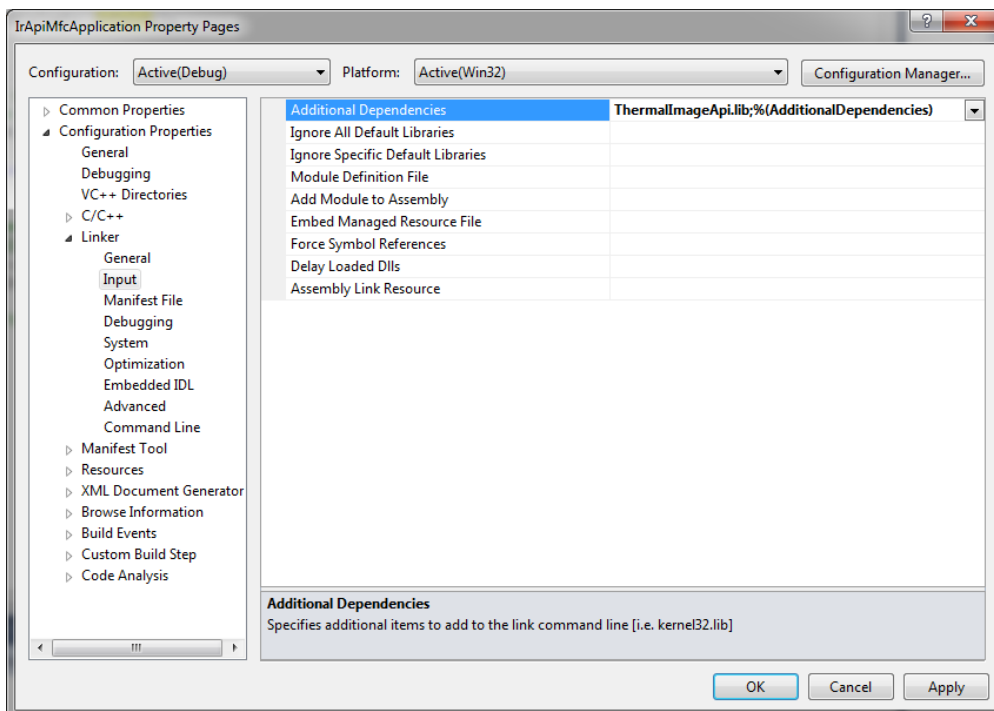 IrApiMfcApplication Property Pages
Configuration: Active(Debug) Platform: Active(Win32) Configuration Manager...
Common Properties
Configuration Properties
General
Debugging
VC++ Directories
C/C++
Linker
General
Input
Manifest File
Debugging
System
Optimization
Embedded IDL
Advanced
Command Line
Manifest Tool
Resources
XML Document Generator
Browse Information
Build Events
Custom Build Step
Code Analysis
Additional Dependencies ThermalImageApi.lib;%(AdditionalDependencies)
Ignore All Default Libraries
Ignore Specific Default Libraries
Module Definition File
Add Module to Assembly
Embed Managed Resource File
Force Symbol References
Delay Loaded Dlls
Assembly Link Resource
Additional Dependencies
Specifies additional items to add to the link command line [i.e. kernel32.lib]
OK Cancel Apply